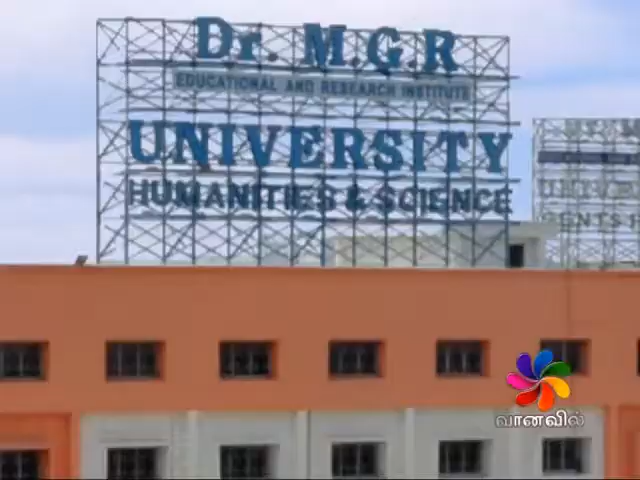 Dr. M.G.R
EDUCATIONAL AND RESEARCH INSTITUTE
UNIVERSITY
HUMANITIES & SCIENCE
வானவில்